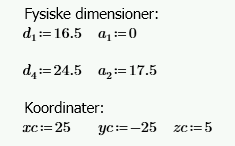 Fysiske dimensioner:
d₁:=16.5 a₁:=0
d₄:=24.5 a₂:=17.5
Koordinater:
xc:=25 yc:=−25 zc:=5